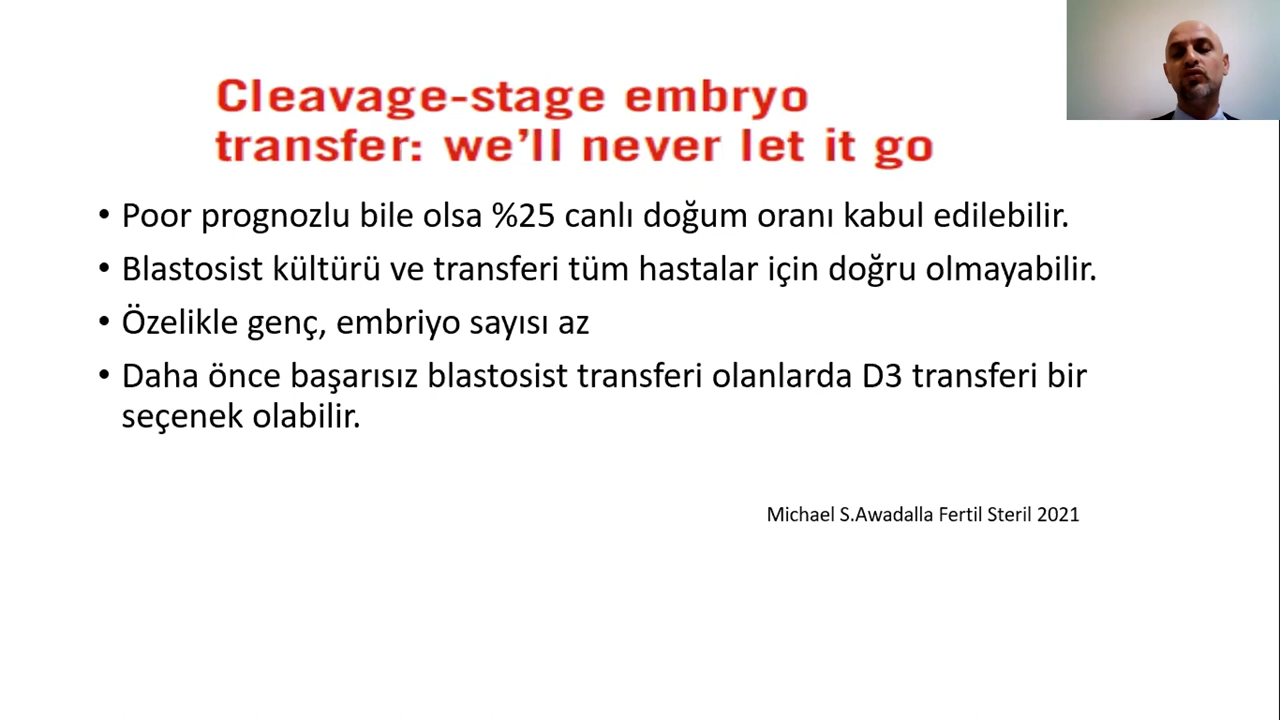 Cleavage-stage embryo
transfer: we'll never let it go
• Poor prognozlu bile olsa %25 canlı doğum oranı kabul edilebilir.
• Blastosist kültürü ve transferi tüm hastalar için doğru olmayabilir.
• Özelikle genç, embriyo sayısı az
• Daha önce başarısız blastosist transferi olanlarda D3 transferi bir
seçenek olabilir.
Michael S.Awadalla Fertil Steril 2021